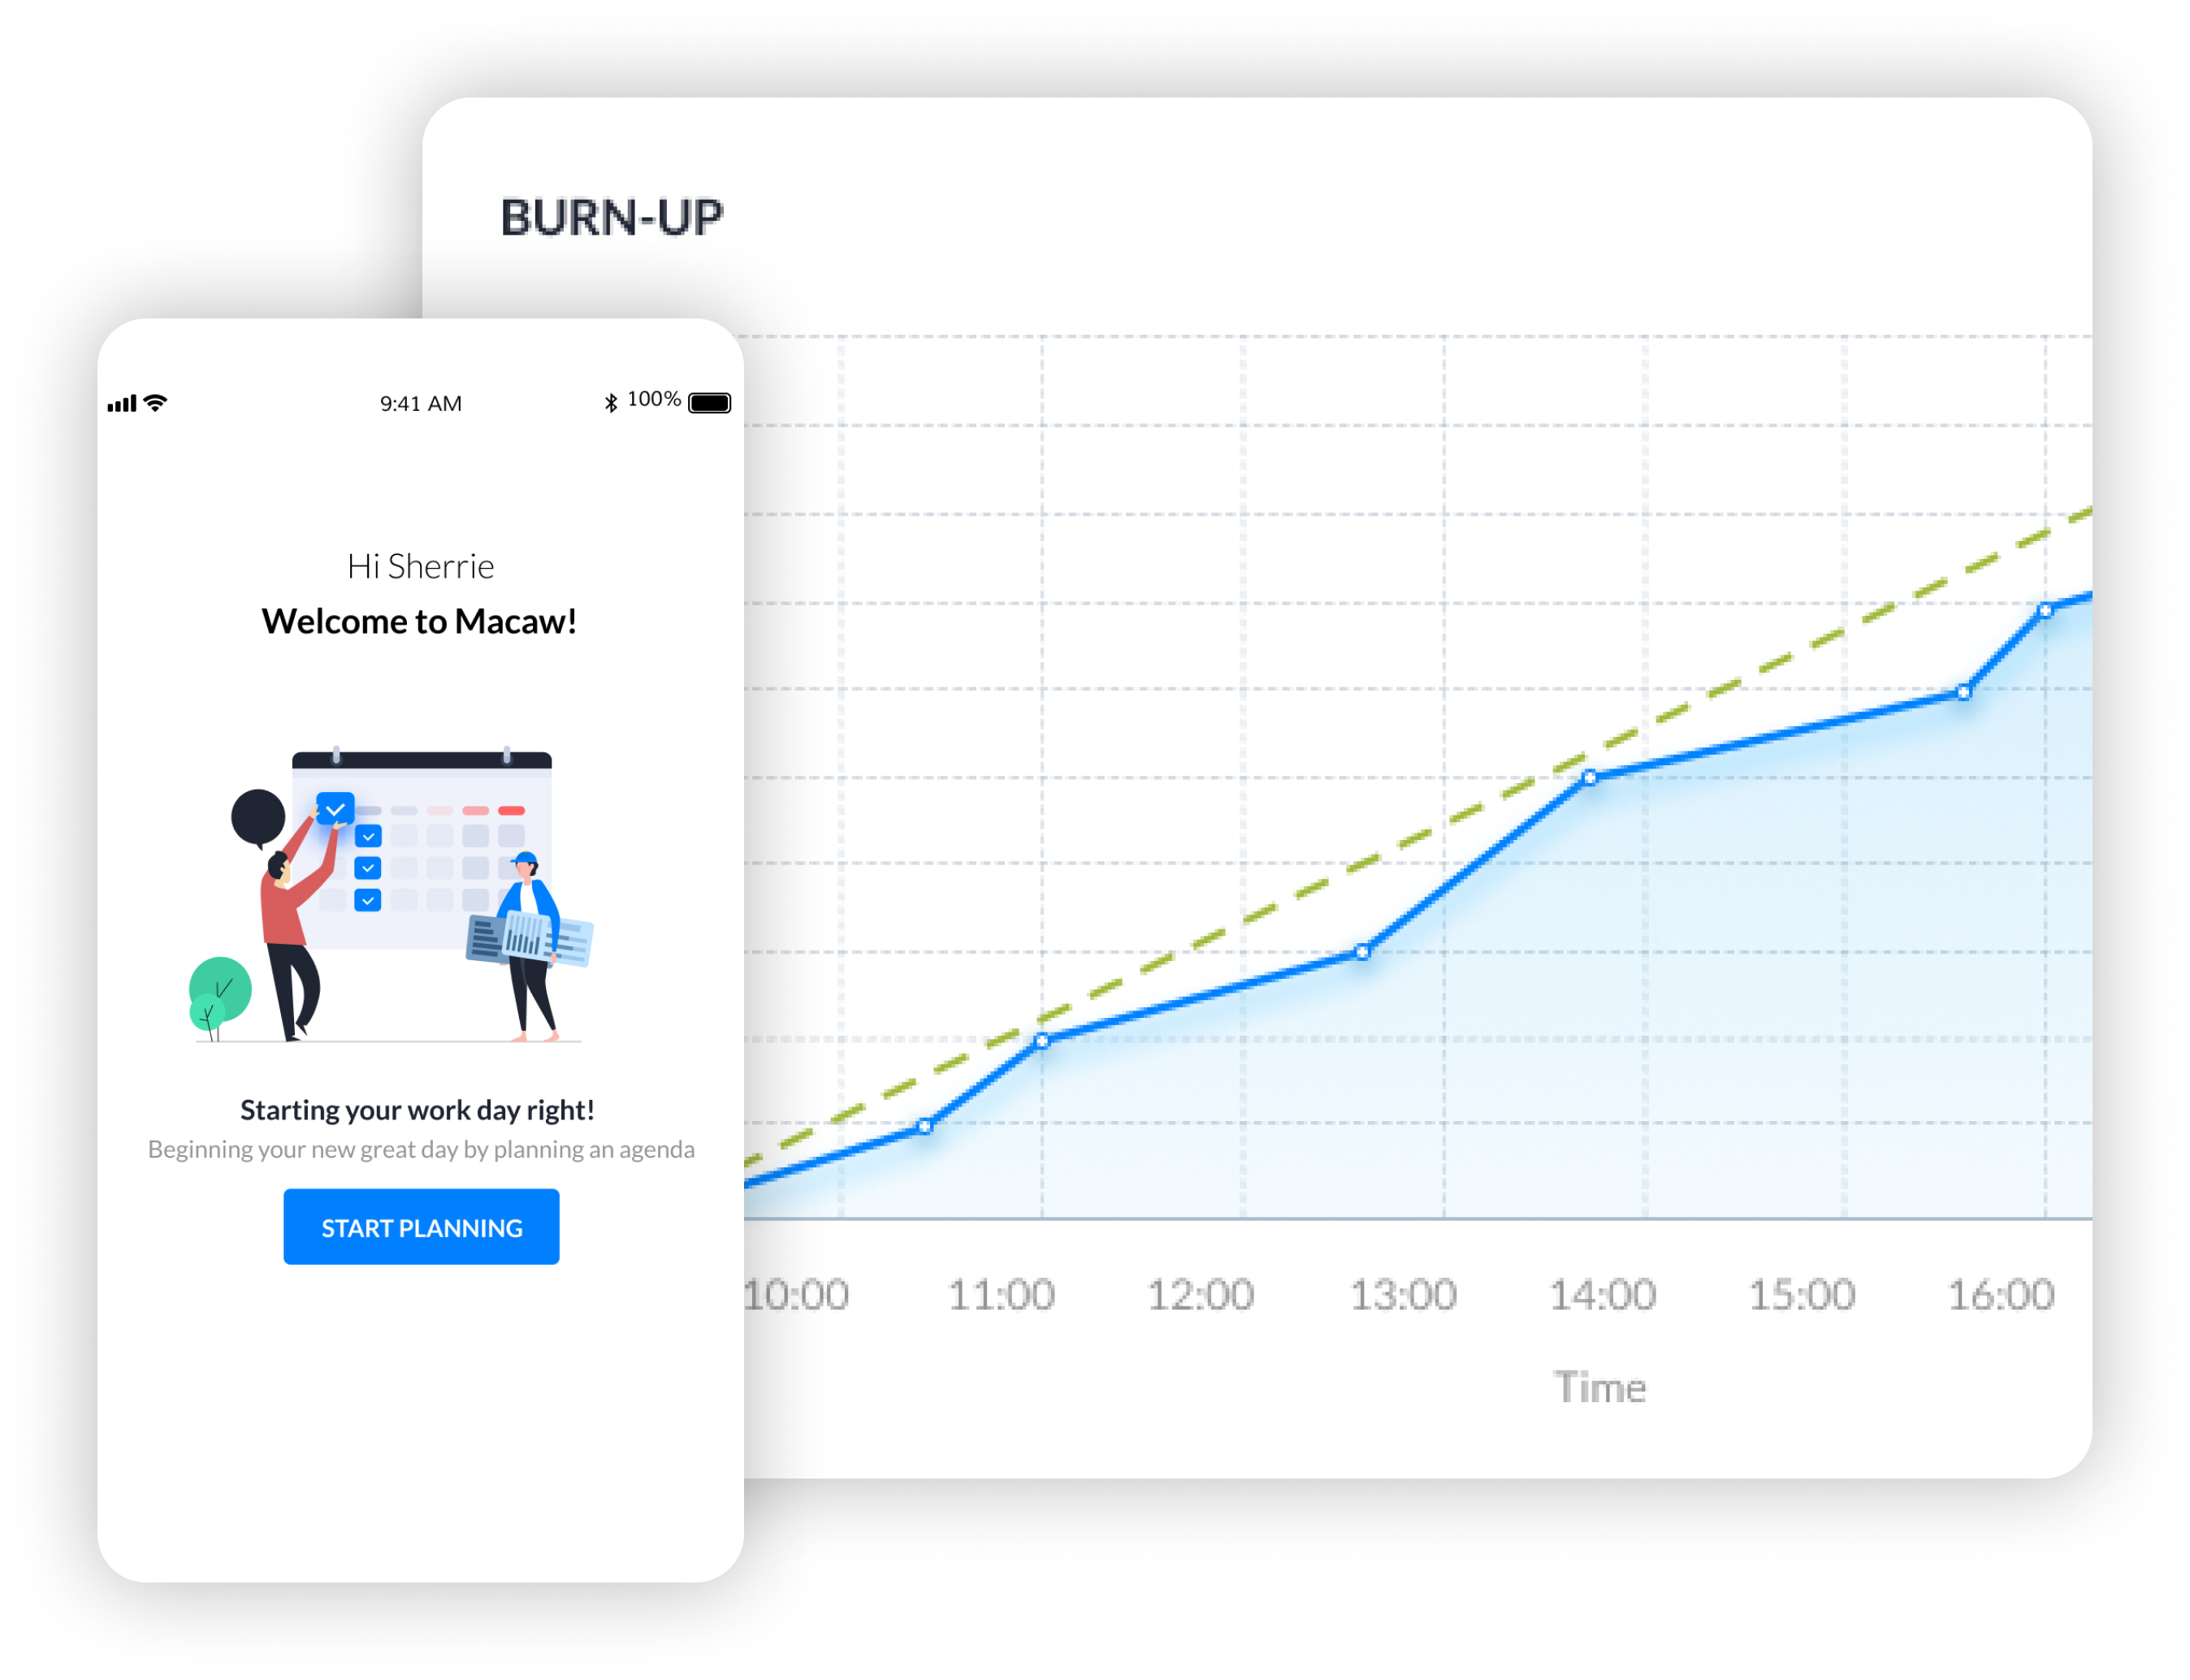 BURN-UP
9:41 AM
100%
Hi Sherrie
Welcome to Macaw!
Starting your work day right!
Beginning your new great day by planning an agenda
START PLANNING
10:00 11:00 12:00 13:00 14:00 15:00 16:00
Time